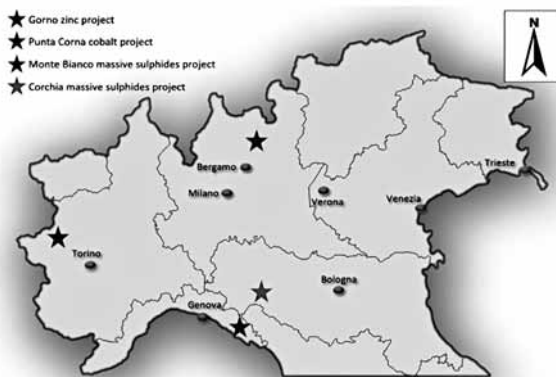 Gorno zinc project
Punta Corna cobalt project
Monte Bianco massive sulphides project
Corchia massive sulphides project
N
Bergamo
Milano
Verona
Venezia
Trieste
Torino
Genova
Bologna